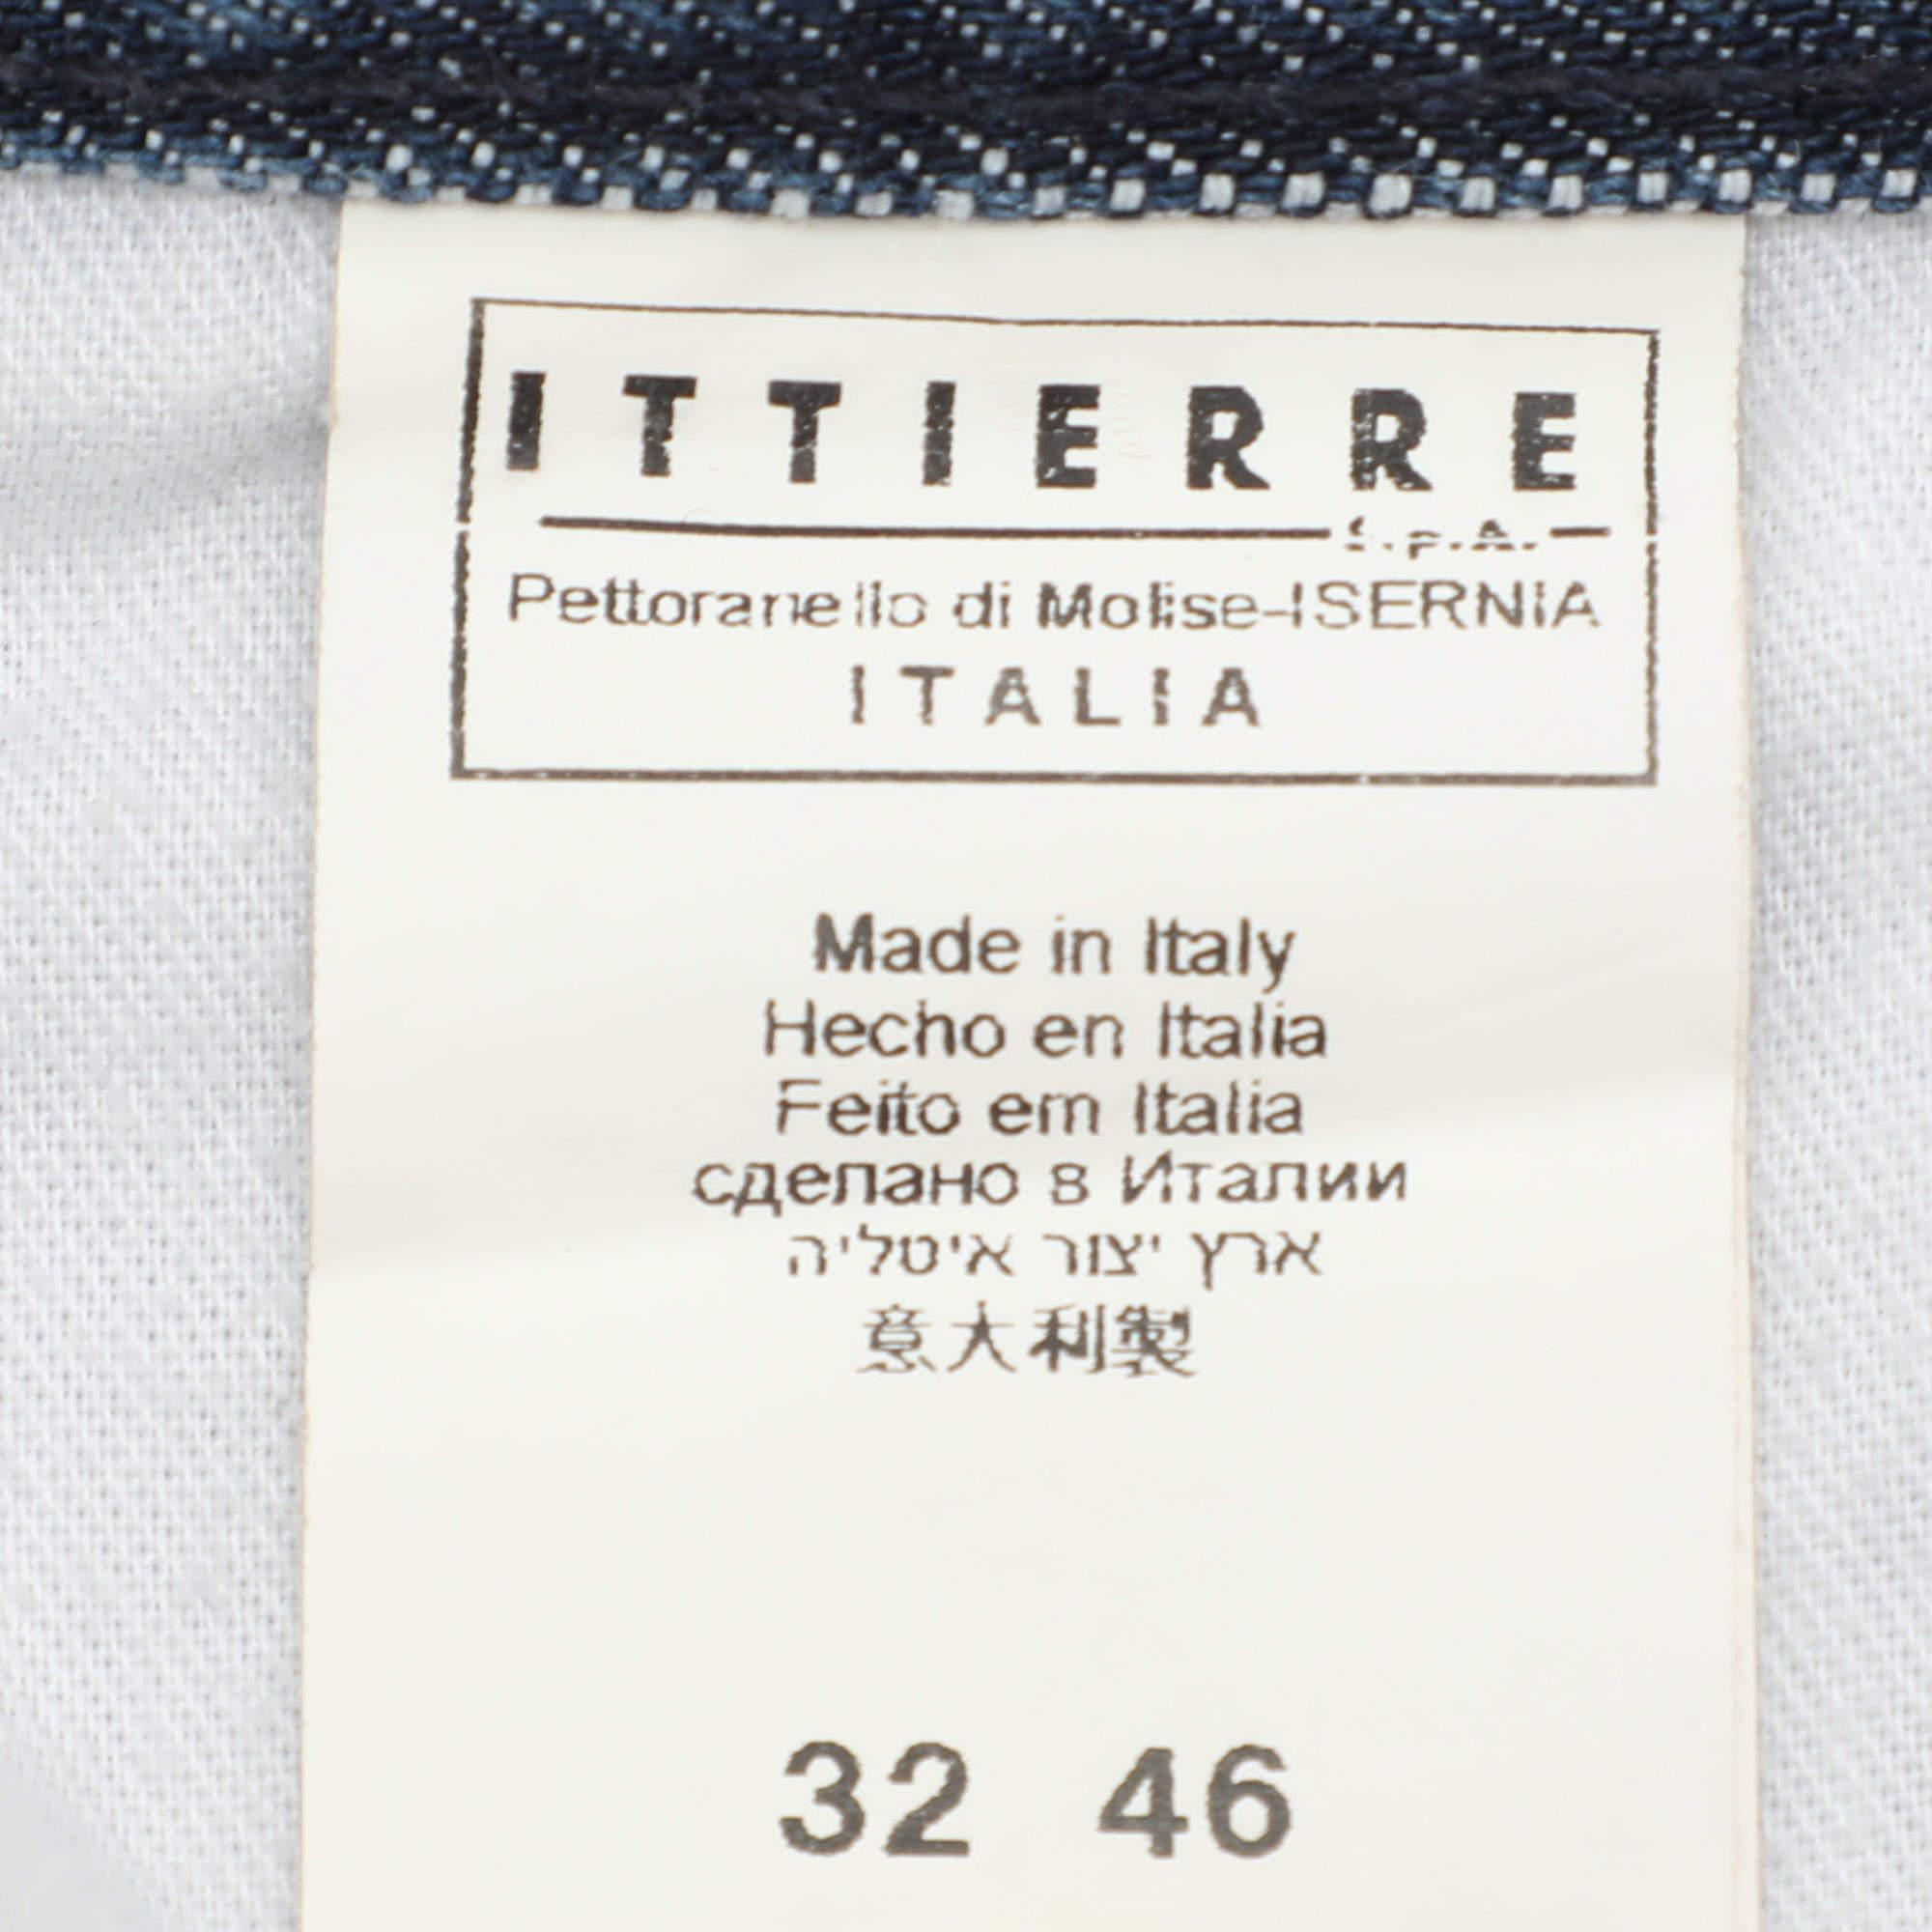 ITTIERRE
S.p.A.
Pettoranello di Molise-ISERNIA
ITALIA
Made in Italy
Hecho en Italia
Feito em Italia
сделано в Италии
ארץ יצור איטליה
意大利製
32 46